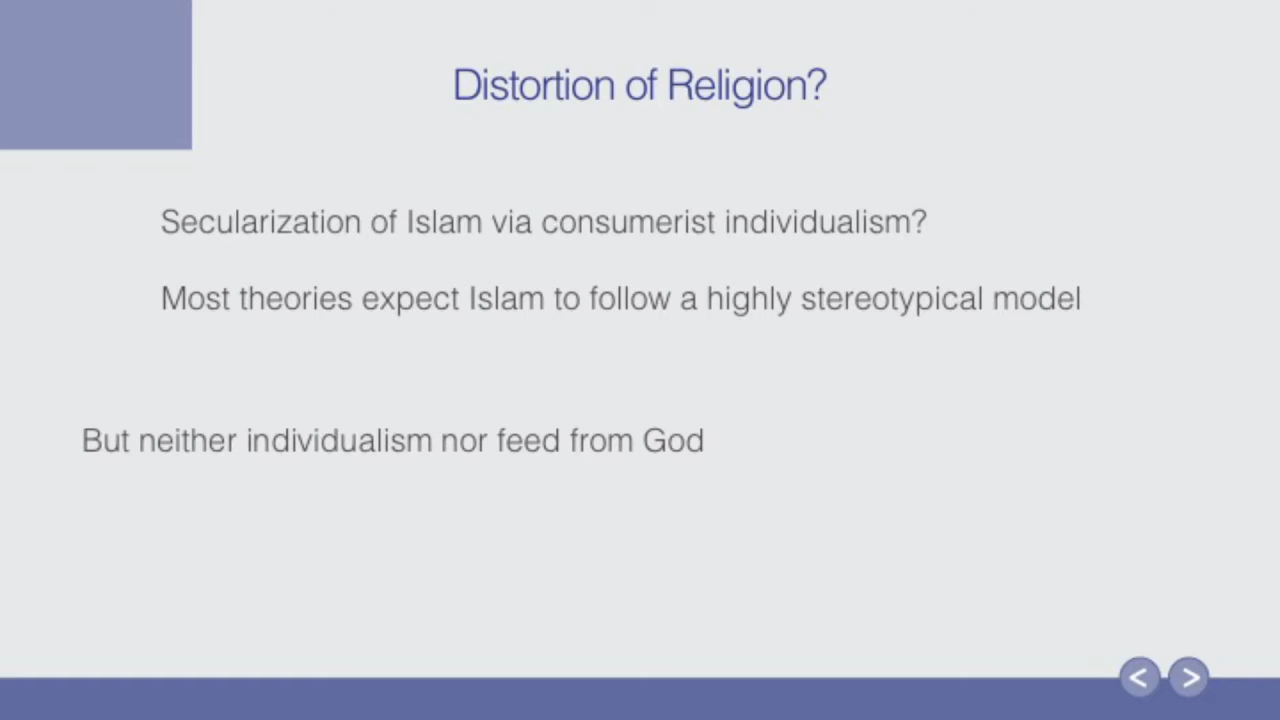 Distortion of Religion?
Secularization of Islam via consumerist individualism?
Most theories expect Islam to follow a highly stereotypical model
But neither individualism nor feed from God
< >